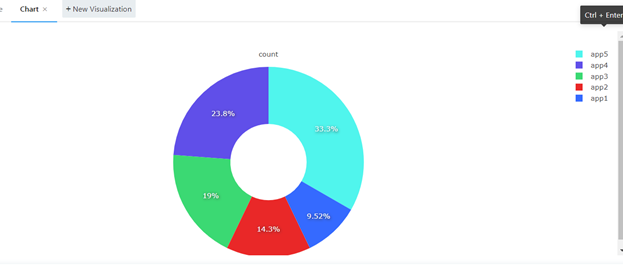 Chart × + New Visualization
Ctrl + Enter
count
app5
app4
app3
app2
app1
23.8%
33.3%
19%
9.52%
14.3%